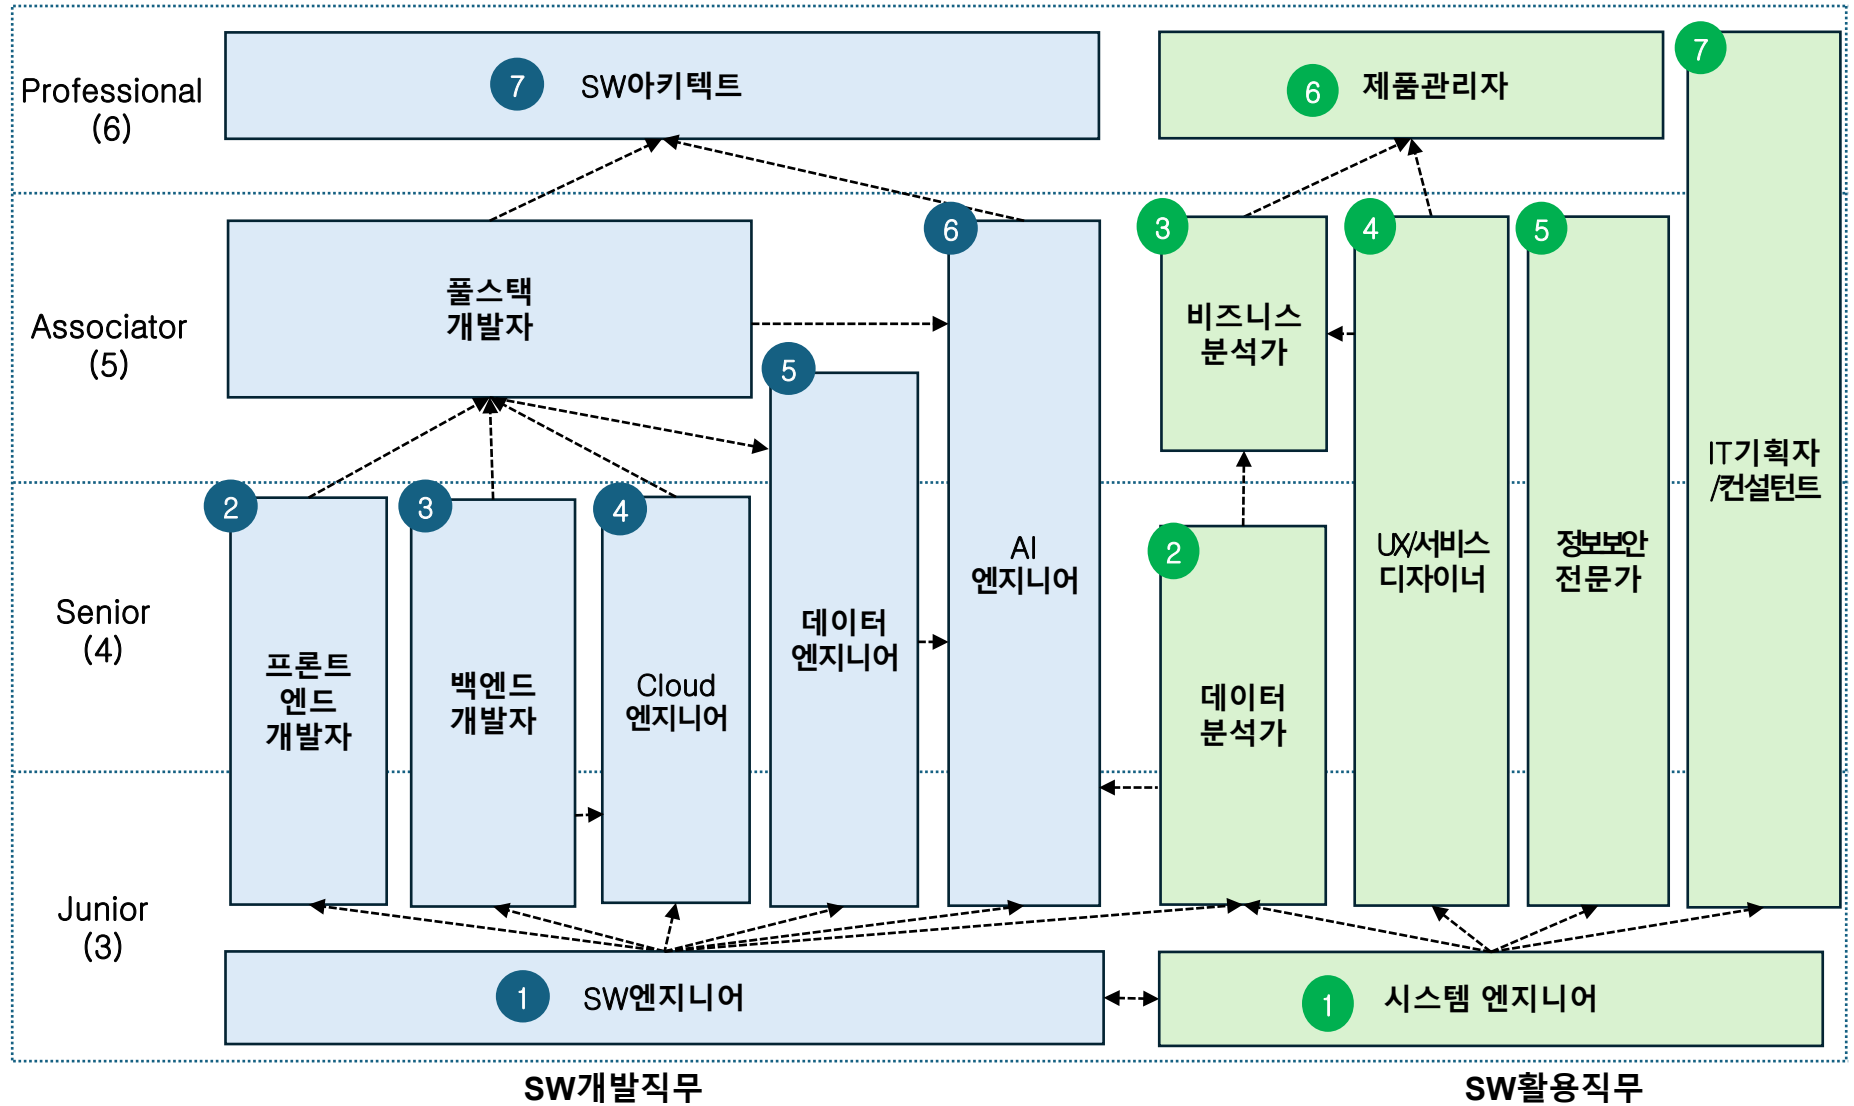 Professional
(6)
7
SW아키텍트
6
제품관리자
7
IT기획자
/컨설턴트
Associator
(5)
풀스택
개발자
5
6
AI
엔지니어
3
비즈니스
분석가
4
UX/서비스
디자이너
5
정보보안
전문가
Senior
(4)
2
프론트
엔드
개발자
3
백엔드
개발자
4
Cloud
엔지니어
데이터
엔지니어
2
데이터
분석가
Junior
(3)
1
SW엔지니어
1
시스템 엔지니어
SW개발직무
SW활용직무